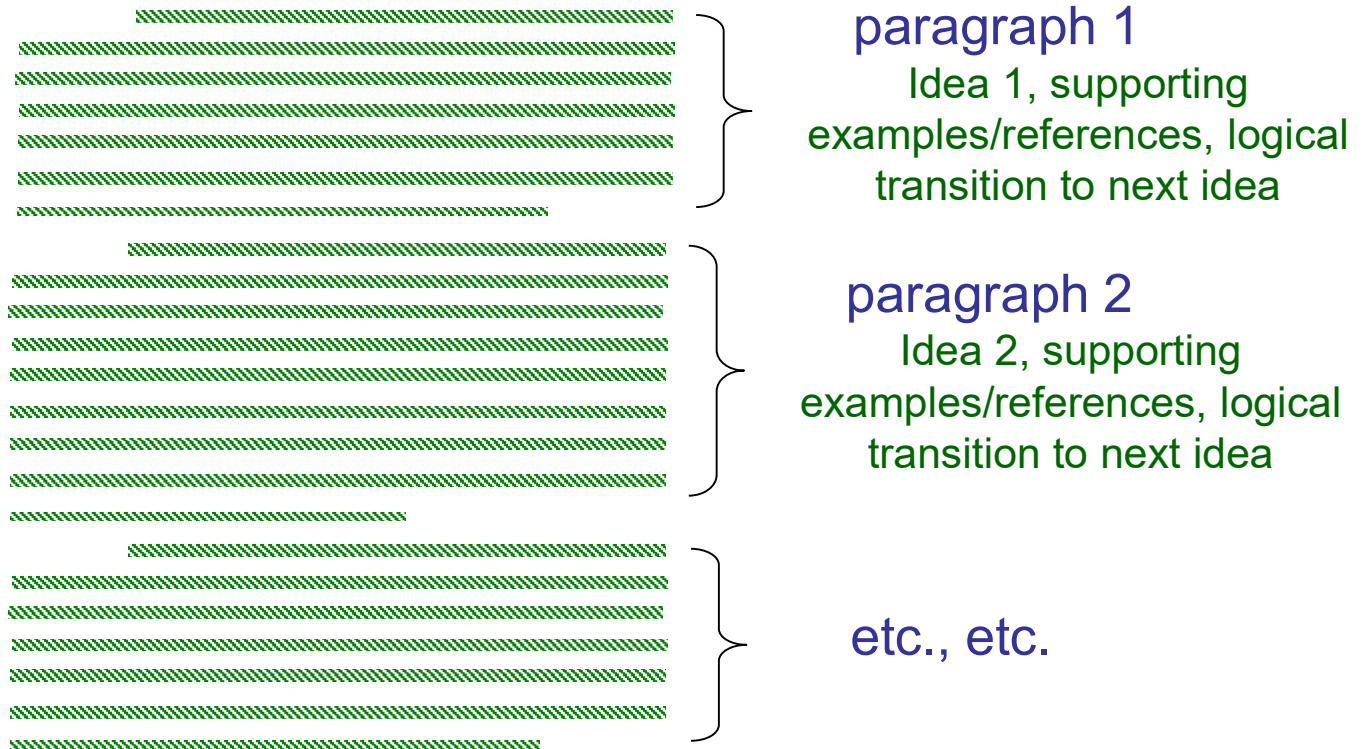 paragraph 1
Idea 1, supporting
examples/references, logical
transition to next idea
paragraph 2
Idea 2, supporting
examples/references, logical
transition to next idea
etc., etc.